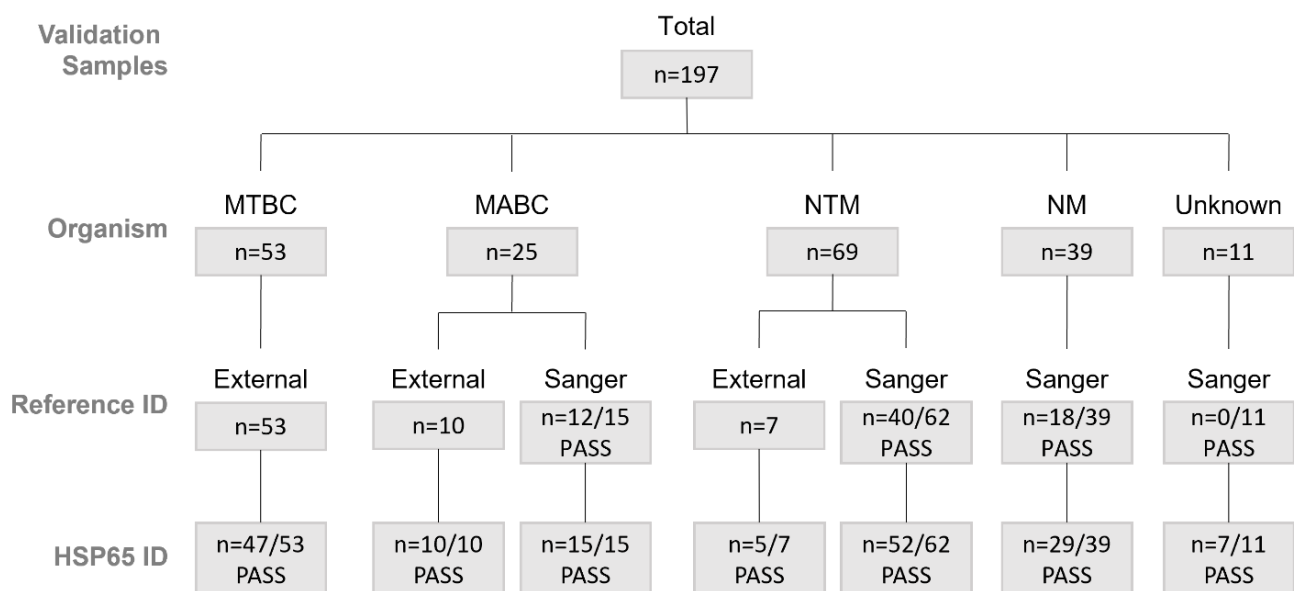 Validation
Samples
Total
n=197
Organism
MTBC
MABC
NTM
NM
Unknown
n=53
n=25
n=69
n=39
n=11
Reference ID
External
External
Sanger
External
Sanger
Sanger
Sanger
n=53
n=10
n=12/15
PASS
n=7
n=40/62
PASS
n=18/39
PASS
n=0/11
PASS
HSP65 ID
n=47/53
PASS
n=10/10
PASS
n=15/15
PASS
n=5/7
PASS
n=52/62
PASS
n=29/39
PASS
n=7/11
PASS